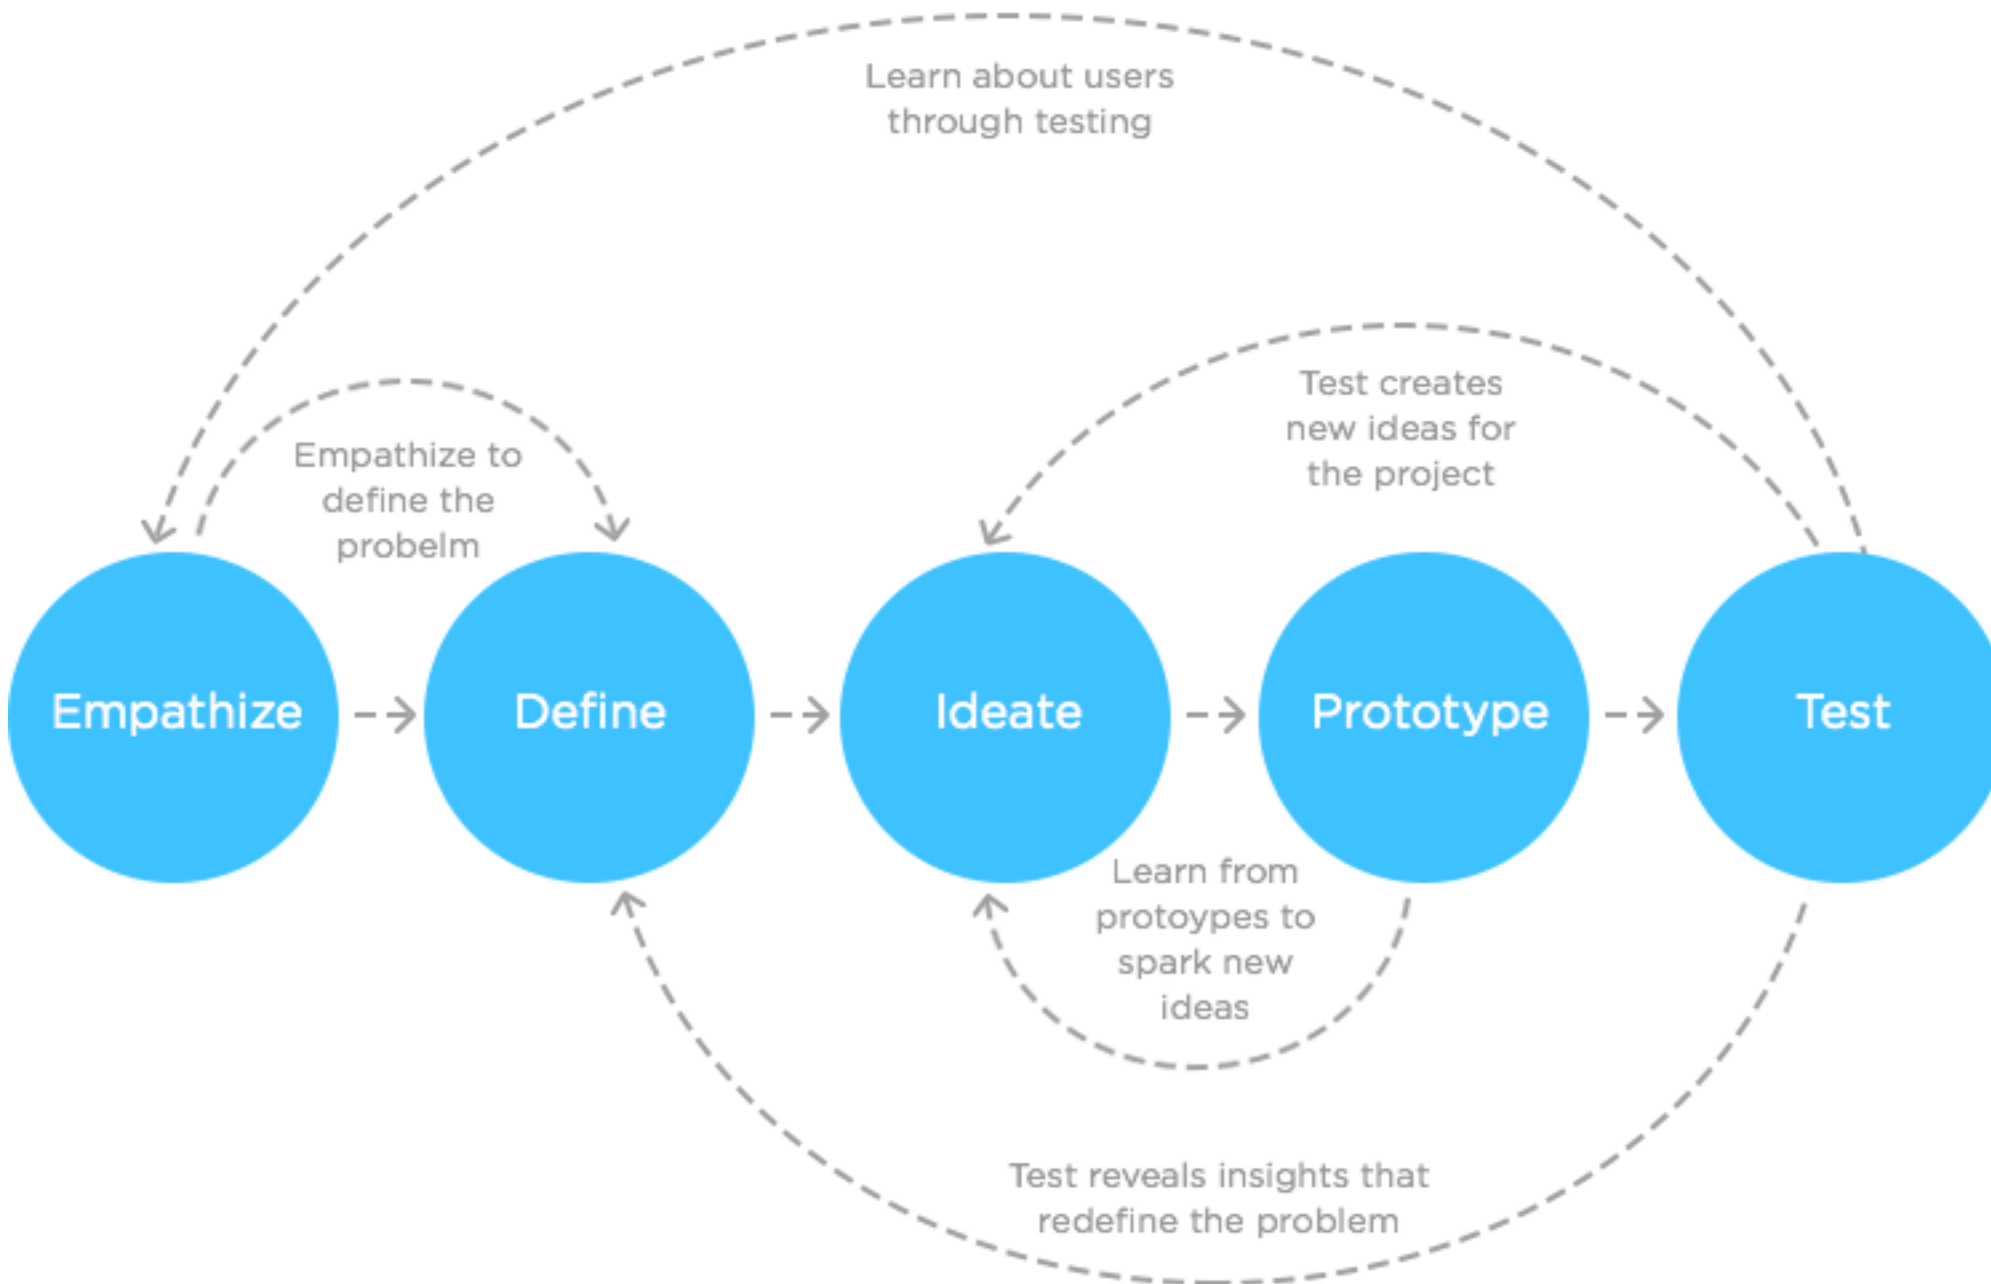 Learn about users
through testing
Test creates
new ideas for
the project
Empathize to
define the
probelm
Empathize
Define
Ideate
Prototype
Test
Learn from
protoypes to
spark new
ideas
Test reveals insights that
redefine the problem